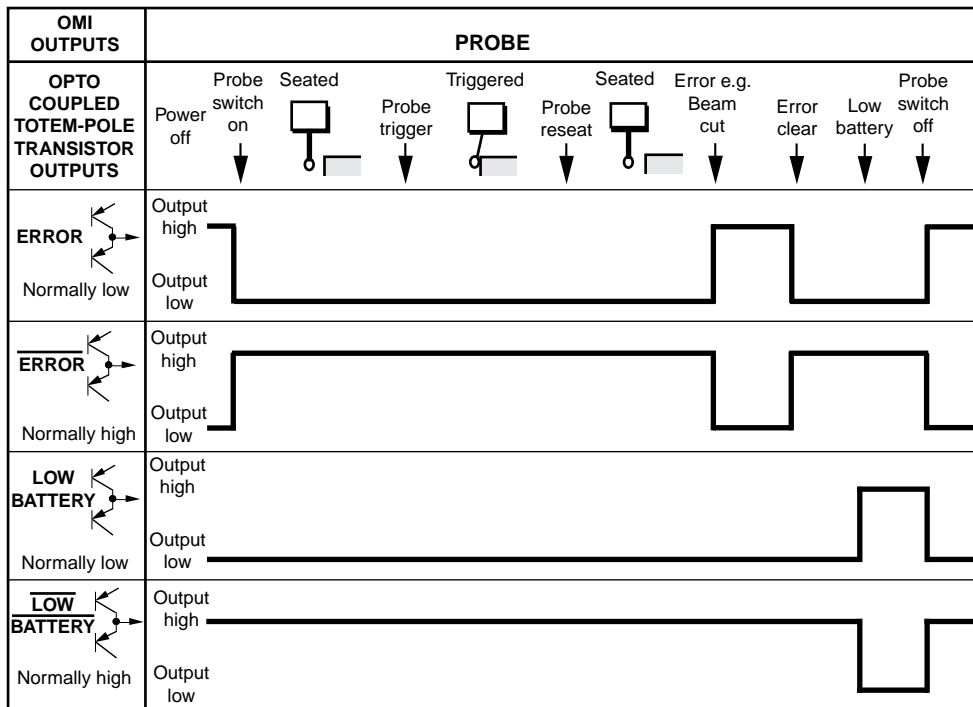 OMI
OUTPUTS
PROBE
OPTO
COUPLED
TOTEM-POLE
TRANSISTOR
OUTPUTS
Power
off
Probe
switch
on
Seated
Probe
trigger
Triggered
Probe
reseat
Seated
Error e.g.
Beam
cut
Error
clear
Low
battery
Probe
switch
off
ERROR
Normally low
Output
high
Output
low
ERROR
Normally high
Output
high
Output
low
LOW
BATTERY
Normally low
Output
high
Output
low
LOW
BATTERY
Normally high
Output
high
Output
low